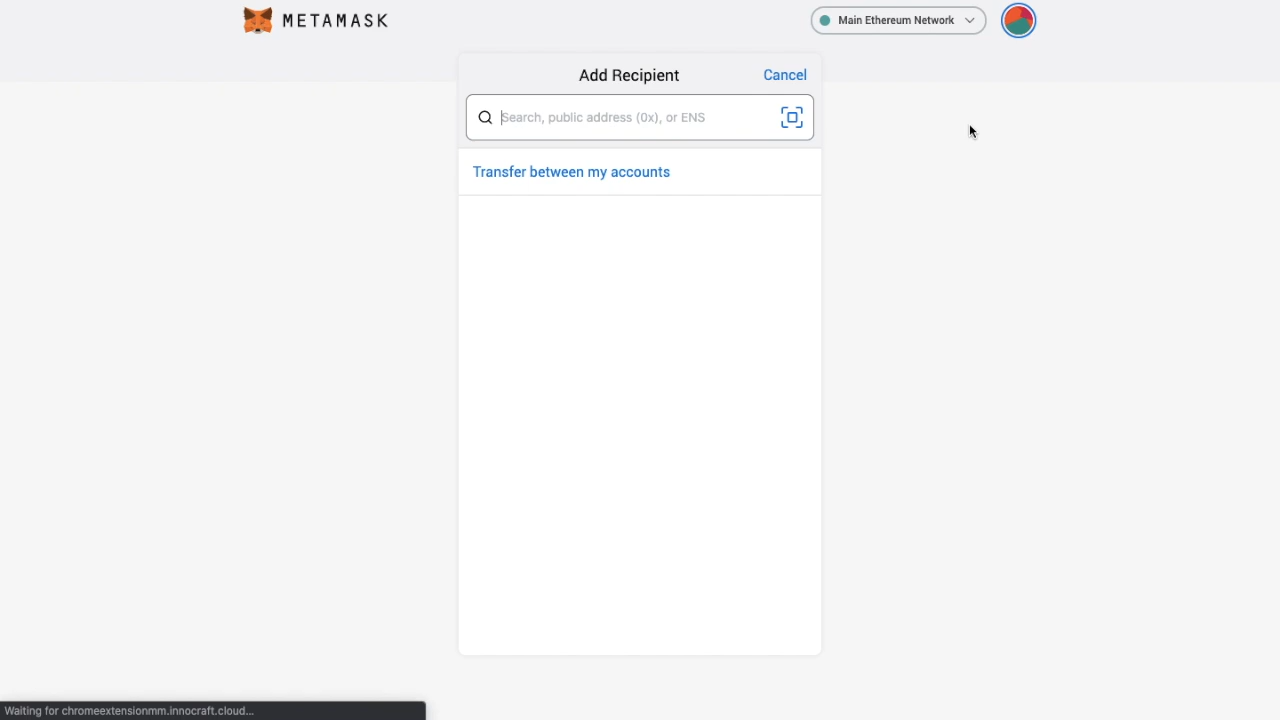 METAMASK
Main Ethereum Network
Add Recipient
Cancel
Search, public address (0x), or ENS
Transfer between my accounts
Waiting for chromeextensionmm.innocraft.cloud...